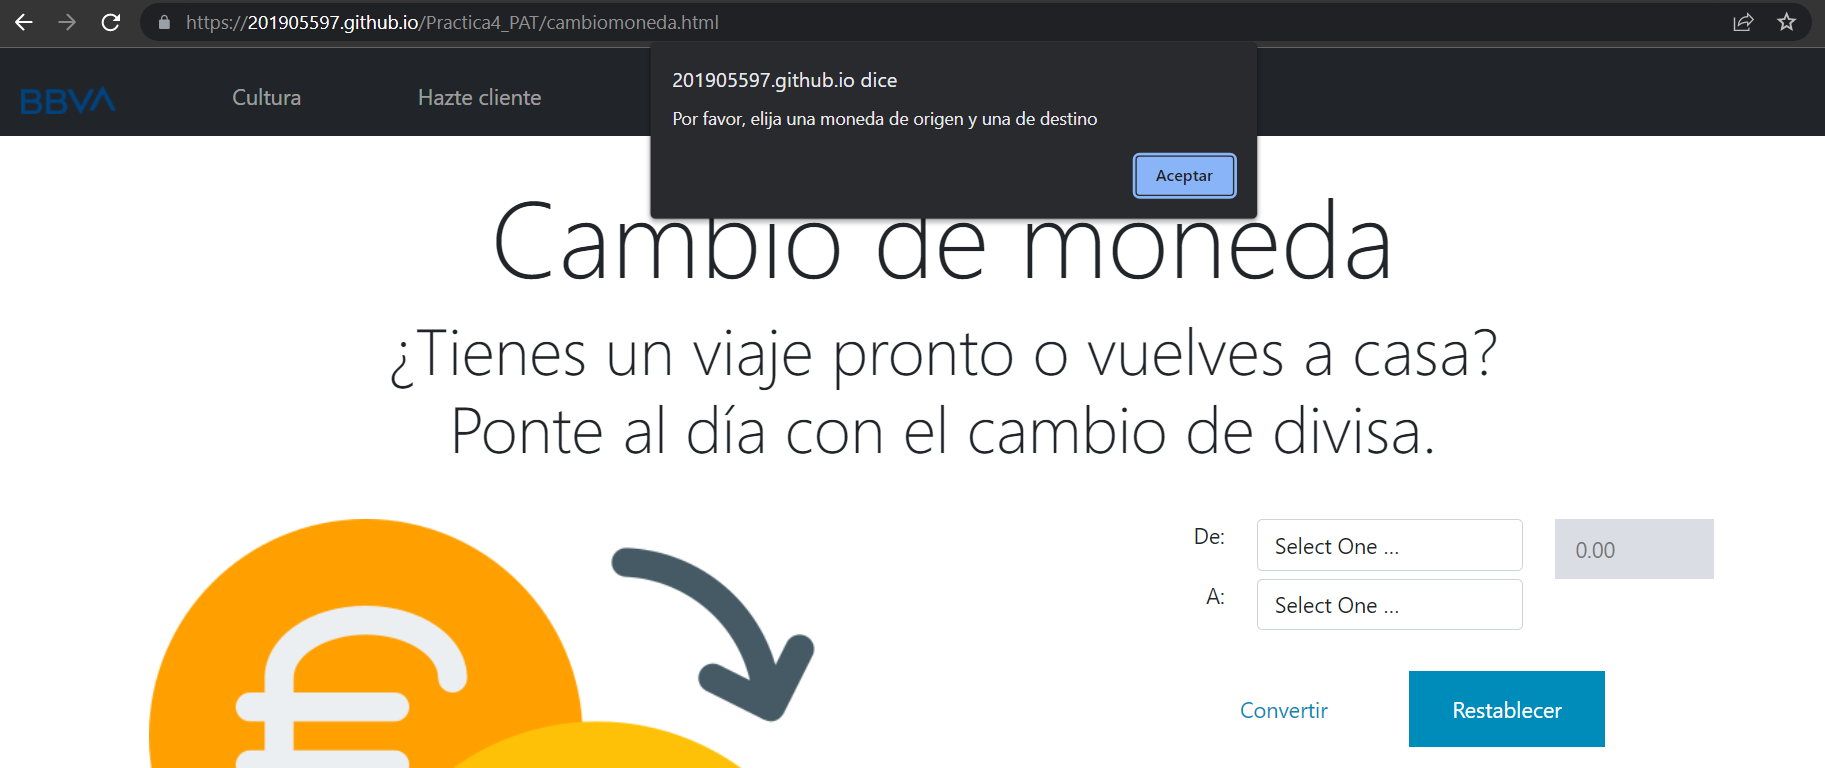 https://201905597.github.io/Practica4_PAT/cambiomoneda.html
BBVA
Cultura
Hazte cliente
201905597.github.io dice
Por favor, elija una moneda de origen y una de destino
Aceptar
Cambio de moneda
¿Tienes un viaje pronto o vuelves a casa?
Ponte al día con el cambio de divisa.
De:
Select One ...
0.00
A:
Select One ...
Convertir
Restablecer